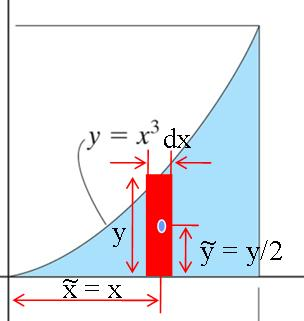 y = x³
dx
y
ỹ = y/2
x̃ = x